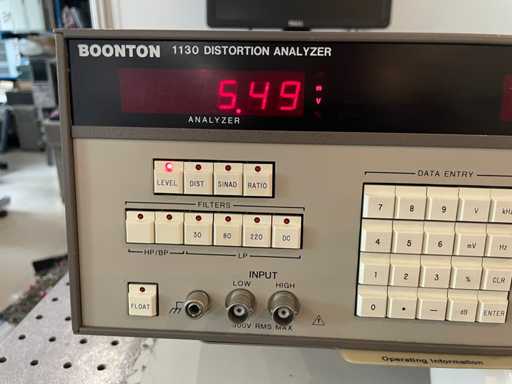 BOONTON 1130 DISTORTION ANALYZER
5.49 m V
ANALYZER
LEVEL DIST SINAD RATIO
FILTERS
30 80 220 DC
HP/BP LP
FLOAT
INPUT
LOW HIGH
300V RMS MAX
DATA ENTRY
7 8 9 V kHz
4 5 6 mV Hz
1 2 3 % CLR
0 • — dB ENTER
Operating Information